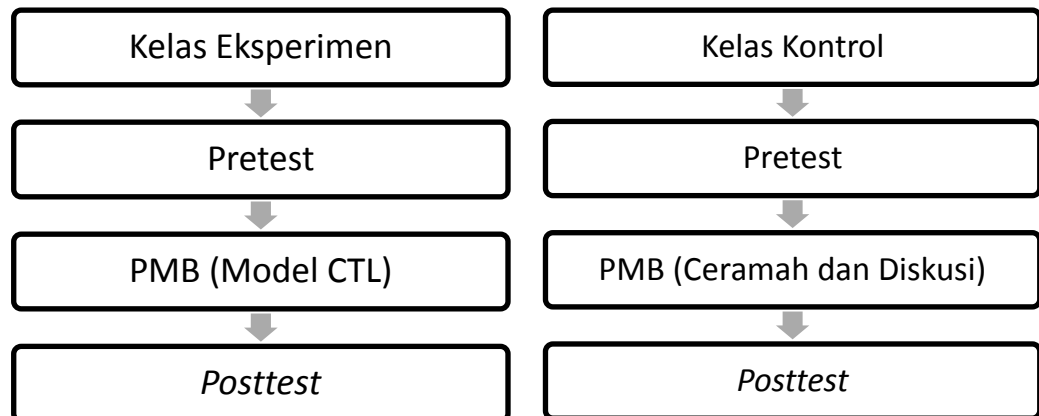 Kelas Eksperimen
Pretest
PMB (Model CTL)
Posttest
Kelas Kontrol
Pretest
PMB (Ceramah dan Diskusi)
Posttest